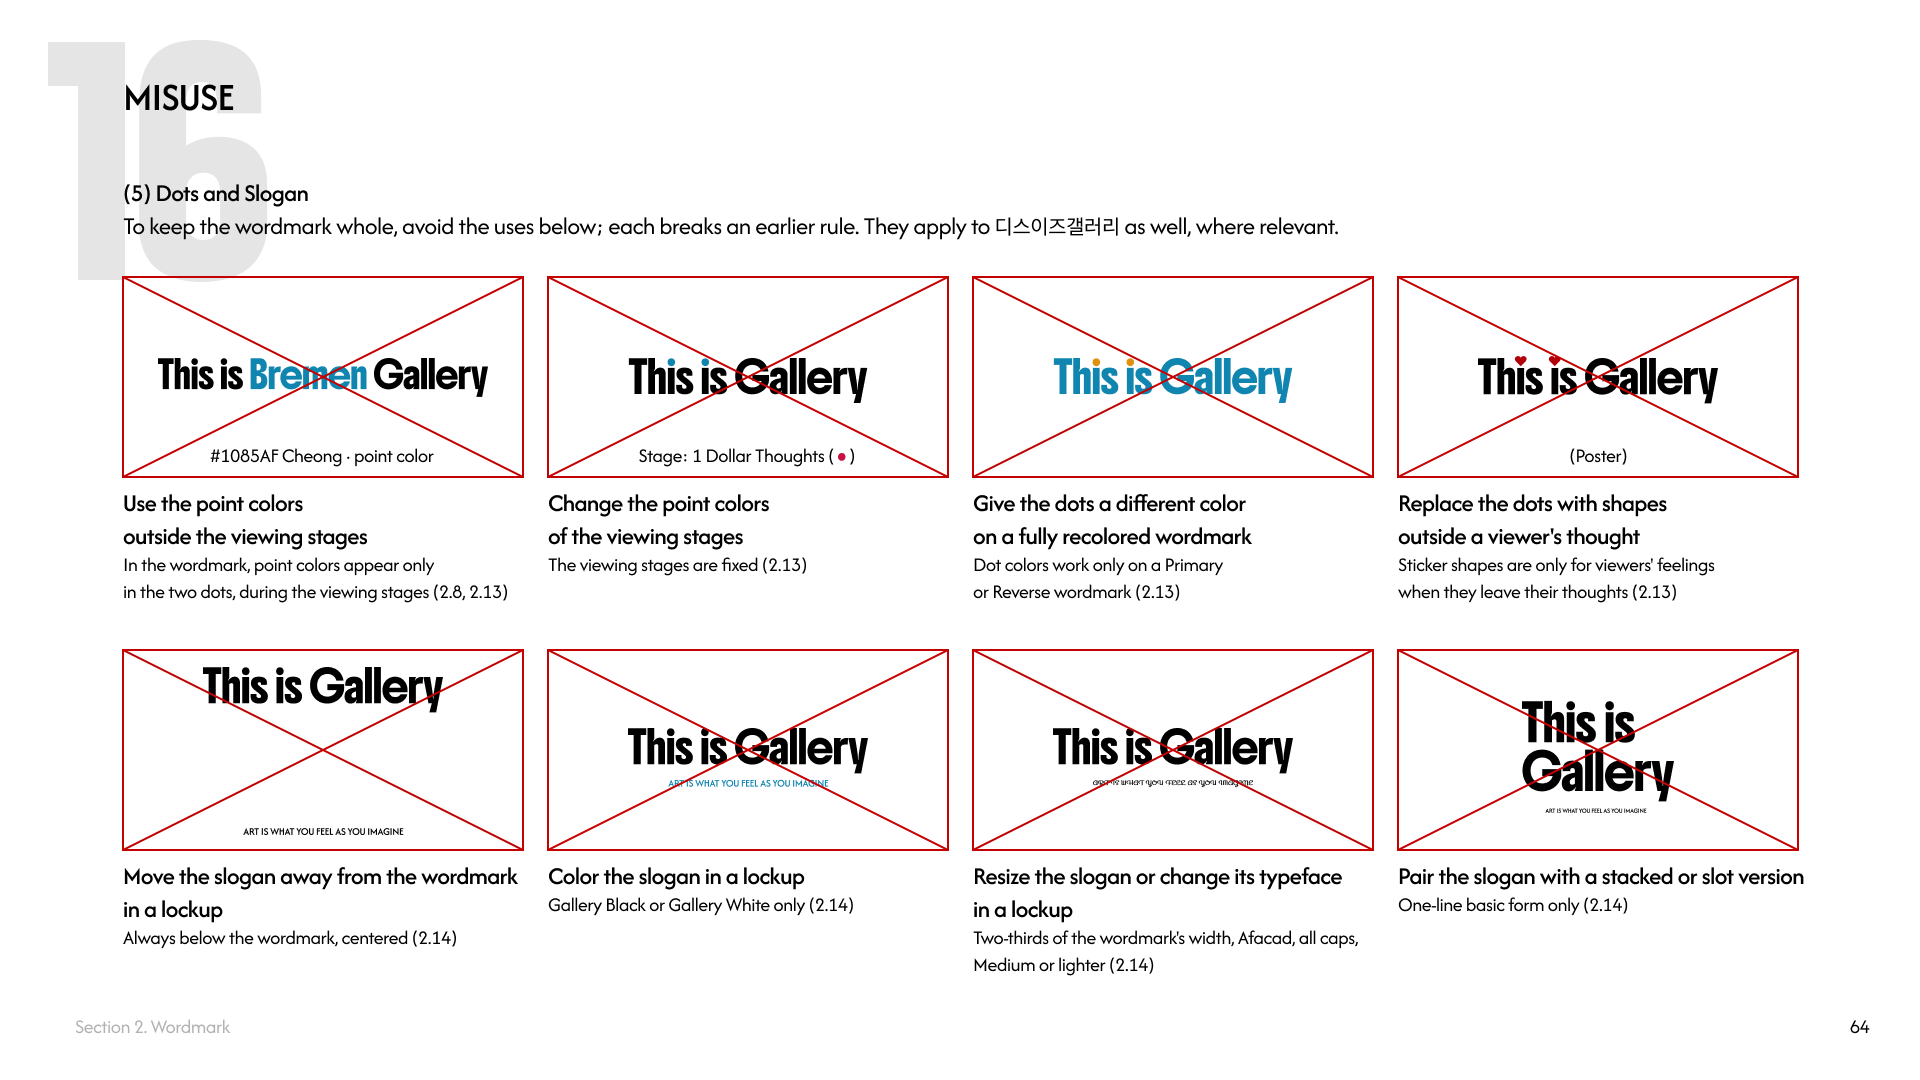 16
MISUSE
(5) Dots and Slogan
To keep the wordmark whole, avoid the uses below; each breaks an earlier rule. They apply to 디스이즈갤러리 as well, where relevant.
This is Bremen Gallery
#1085AF Cheong · point color
Use the point colors
outside the viewing stages
In the wordmark, point colors appear only
in the two dots, during the viewing stages (2.8, 2.13)
This is Gallery
Stage: 1 Dollar Thoughts ( ● )
Change the point colors
of the viewing stages
The viewing stages are fixed (2.13)
This is Gallery
Give the dots a different color
on a fully recolored wordmark
Dot colors work only on a Primary
or Reverse wordmark (2.13)
This is Gallery
(Poster)
Replace the dots with shapes
outside a viewer's thought
Sticker shapes are only for viewers' feelings
when they leave their thoughts (2.13)
This is Gallery
ART IS WHAT YOU FEEL AS YOU IMAGINE
Move the slogan away from the wordmark
in a lockup
Always below the wordmark, centered (2.14)
This is Gallery
ART IS WHAT YOU FEEL AS YOU IMAGINE
Color the slogan in a lockup
Gallery Black or Gallery White only (2.14)
This is Gallery
ART IS WHAT YOU FEEL AS YOU IMAGINE
Resize the slogan or change its typeface
in a lockup
Two-thirds of the wordmark's width, Afacad, all caps,
Medium or lighter (2.14)
This is
Gallery
ART IS WHAT YOU FEEL AS YOU IMAGINE
Pair the slogan with a stacked or slot version
One-line basic form only (2.14)
Section 2. Wordmark
64